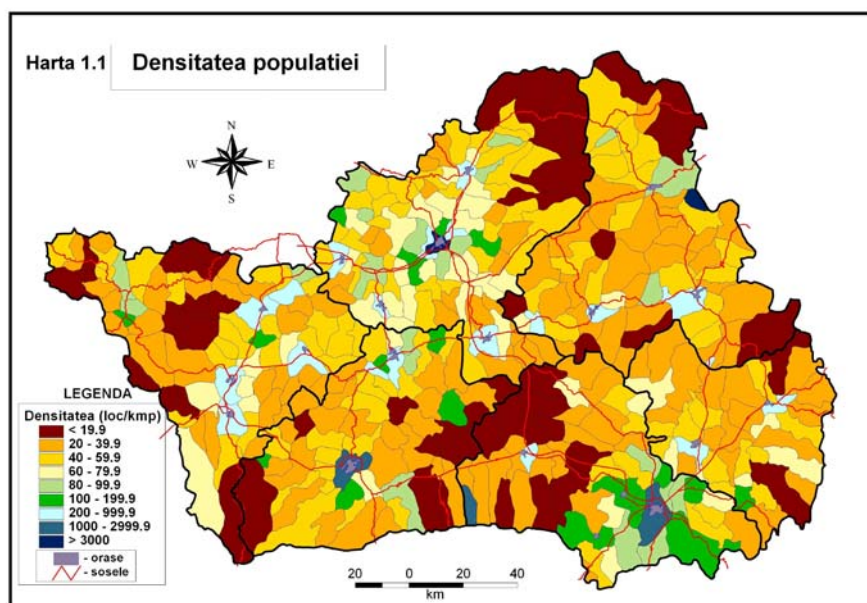 Harta 1.1 Densitatea populatiei
N
W E
S
LEGENDA
Densitatea (loc/kmp)
< 19.9
20 - 39.9
40 - 59.9
60 - 79.9
80 - 99.9
100 - 199.9
200 - 999.9
1000 - 2999.9
> 3000
- orase
- sosele
20 0 20 40
km